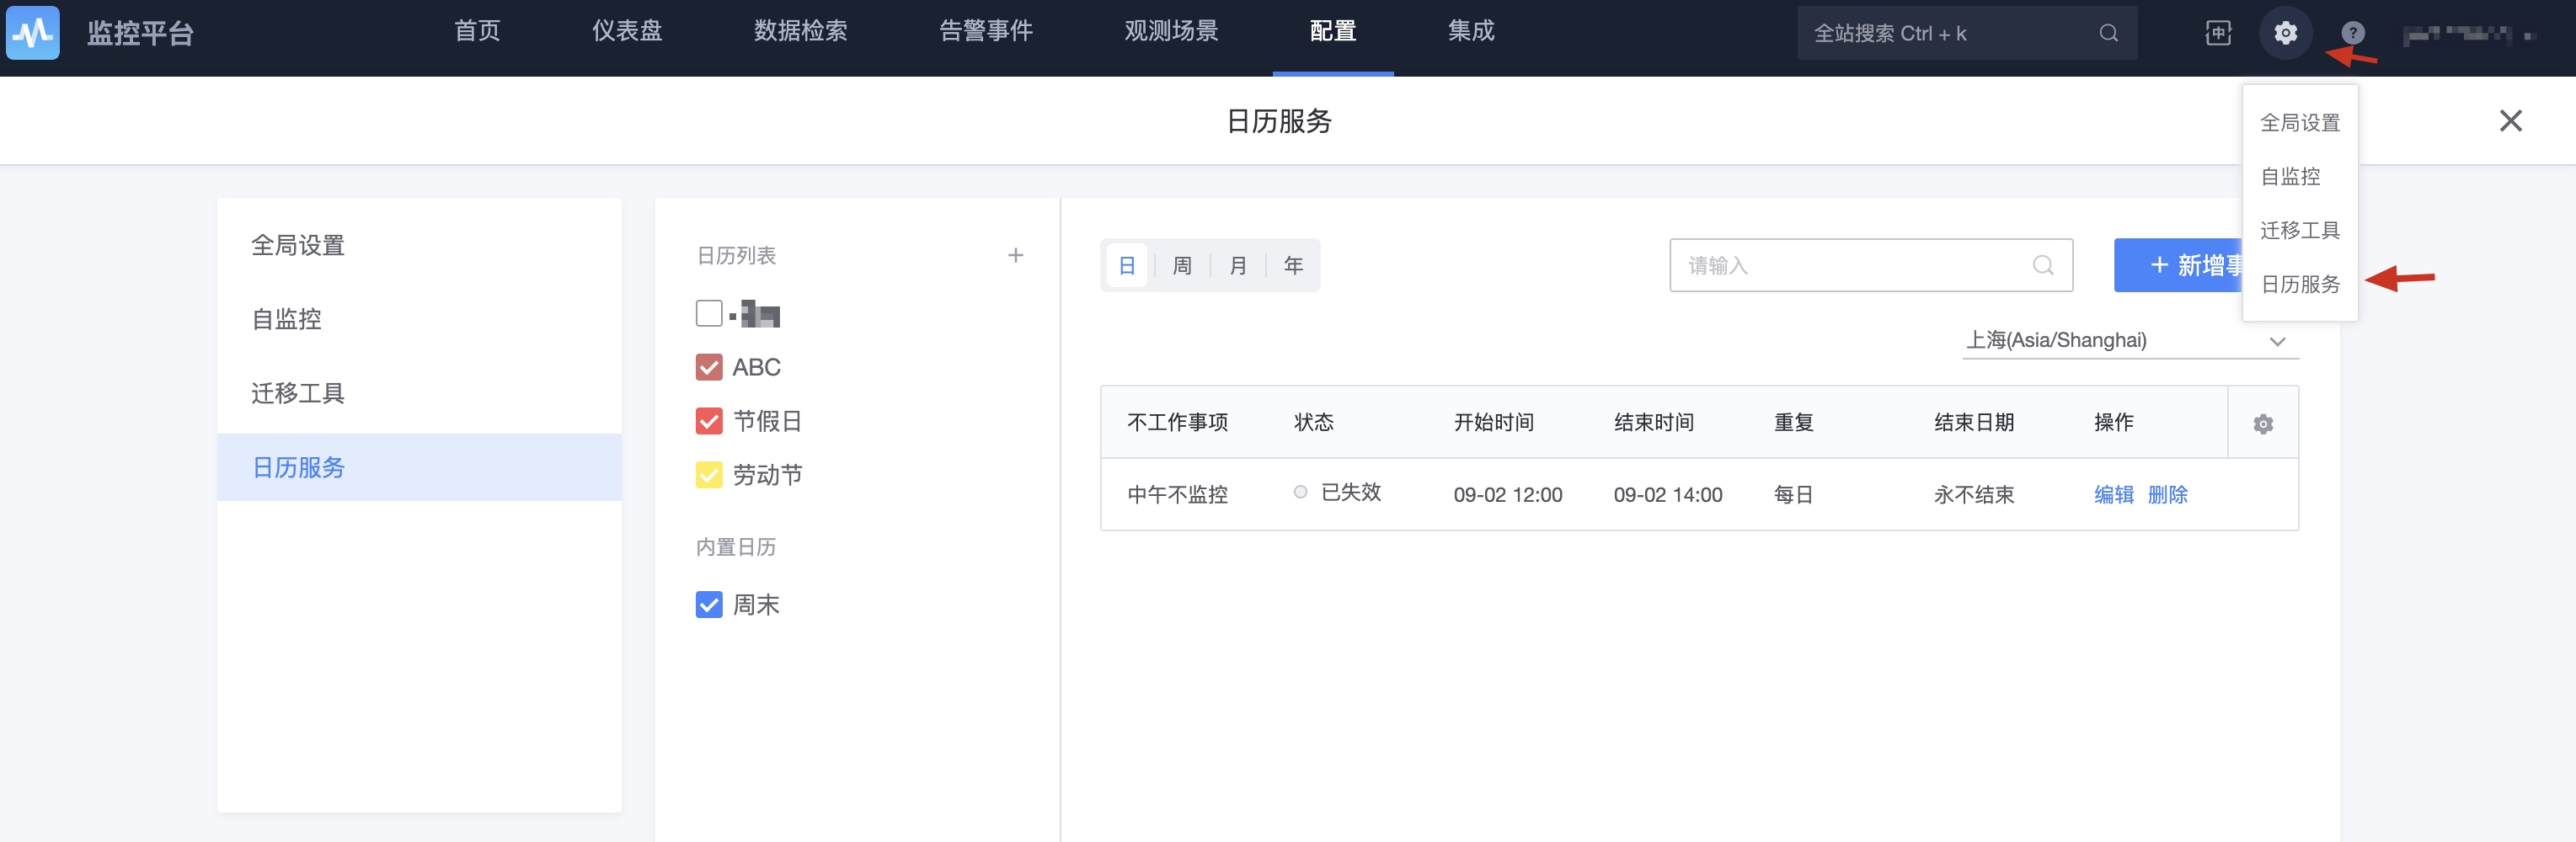 监控平台 首页 仪表盘 数据检索 告警事件 观测场景 配置 集成 全站搜索 Ctrl + k 中 ?
日历服务
全局设置
自监控
迁移工具
日历服务
全局设置
自监控
迁移工具
日历服务
日历列表 +
ABC
节假日
劳动节
内置日历
周末
日 周 月 年 请输入 + 新增
上海(Asia/Shanghai)
不工作事项 状态 开始时间 结束时间 重复 结束日期 操作
中午不监控 已失效 09-02 12:00 09-02 14:00 每日 永不结束 编辑 删除